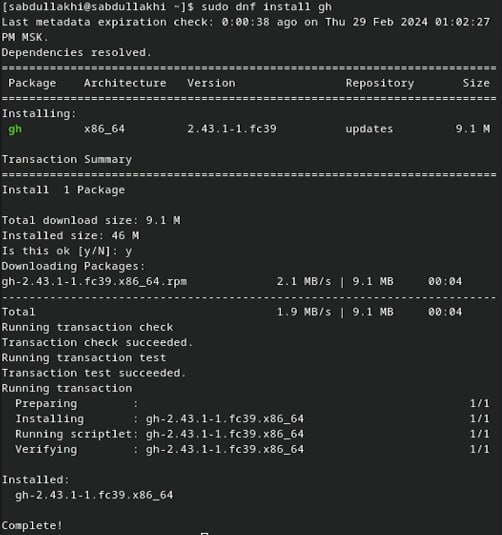 [sabdullakhi@sabdullakhi ~]$ sudo dnf install gh
Last metadata expiration check: 0:00:38 ago on Thu 29 Feb 2024 01:02:27
PM MSK.
Dependencies resolved.
================================================================================
Package Architecture Version Repository Size
================================================================================
Installing:
gh x86_64 2.43.1-1.fc39 updates 9.1 M
Transaction Summary
================================================================================
Install 1 Package
Total download size: 9.1 M
Installed size: 46 M
Is this ok [y/N]: y
Downloading Packages:
gh-2.43.1-1.fc39.x86_64.rpm 2.1 MB/s | 9.1 MB 00:04
--------------------------------------------------------------------------------
Total 1.9 MB/s | 9.1 MB 00:04
Running transaction check
Transaction check succeeded.
Running transaction test
Transaction test succeeded.
Running transaction
Preparing : 1/1
Installing : gh-2.43.1-1.fc39.x86_64 1/1
Running scriptlet: gh-2.43.1-1.fc39.x86_64 1/1
Verifying : gh-2.43.1-1.fc39.x86_64 1/1
Installed:
gh-2.43.1-1.fc39.x86_64
Complete!